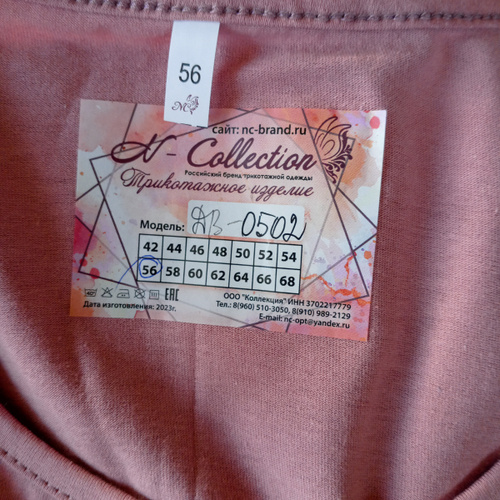 56
NC
сайт: nc-brand.ru
N - Collection
Российский бренд трикотажной одежды
Трикотажное изделие
Модель: ДВ-0502
42 44 46 48 50 52 54
56 58 60 62 64 66 68
EAC
Дата изготовления: 2023г.
ООО "Коллекция" ИНН 3702217779
Тел.: 8(960) 510-3050, 8(910) 989-2129
E-mail: nc-opt@yandex.ru